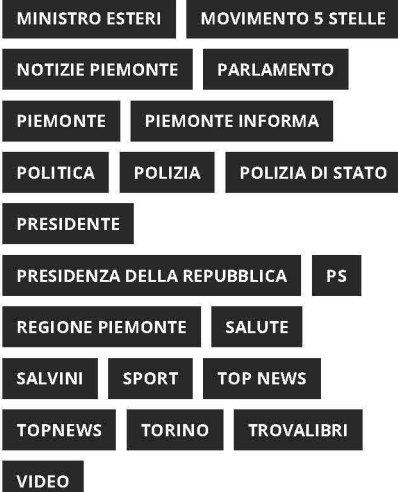 MINISTRO ESTERI MOVIMENTO 5 STELLE
NOTIZIE PIEMONTE PARLAMENTO
PIEMONTE PIEMONTE INFORMA
POLITICA POLIZIA POLIZIA DI STATO
PRESIDENTE
PRESIDENZA DELLA REPUBBLICA PS
REGIONE PIEMONTE SALUTE
SALVINI SPORT TOP NEWS
TOPNEWS TORINO TROVALIBRI
VIDEO